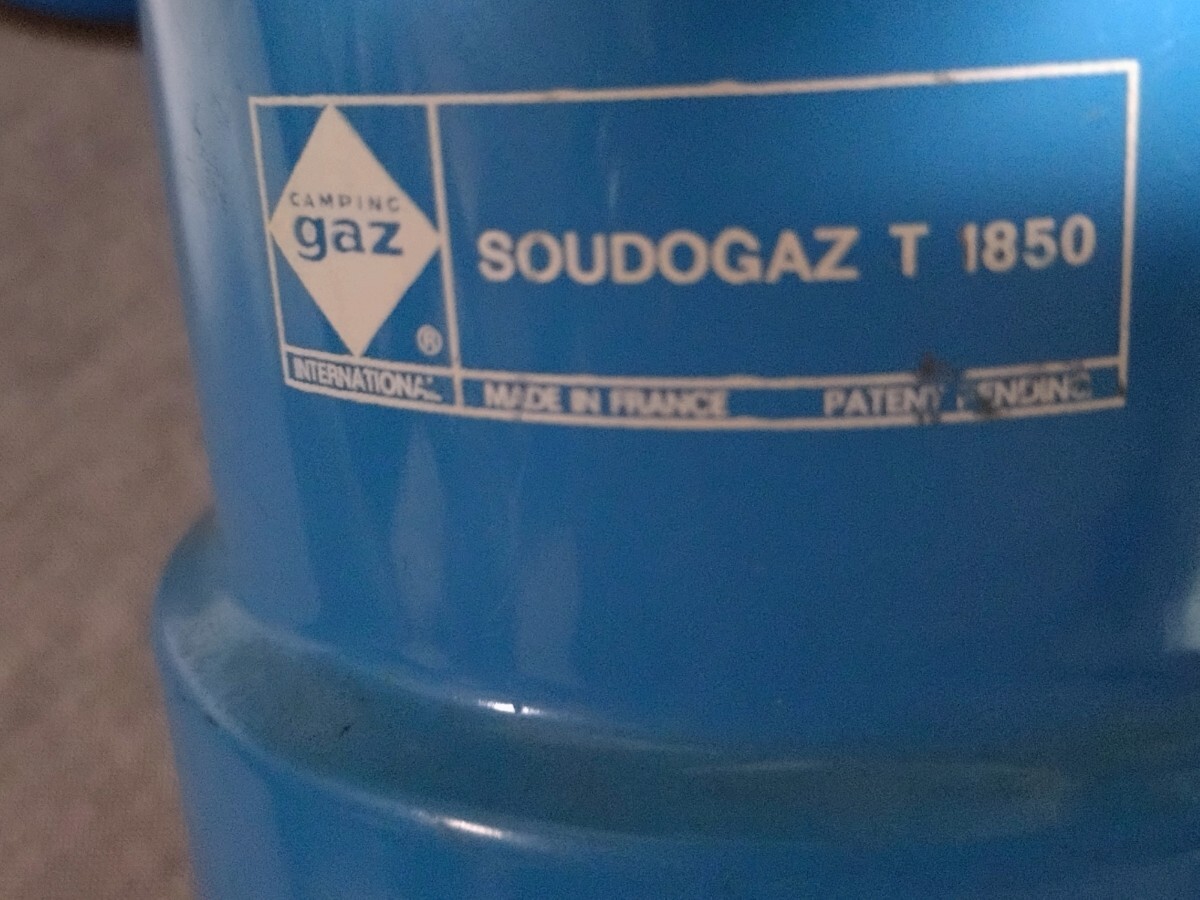 CAMPING
gaz
®
INTERNATIONAL
SOUDOGAZ T 1850
MADE IN FRANCE PATENT PENDING